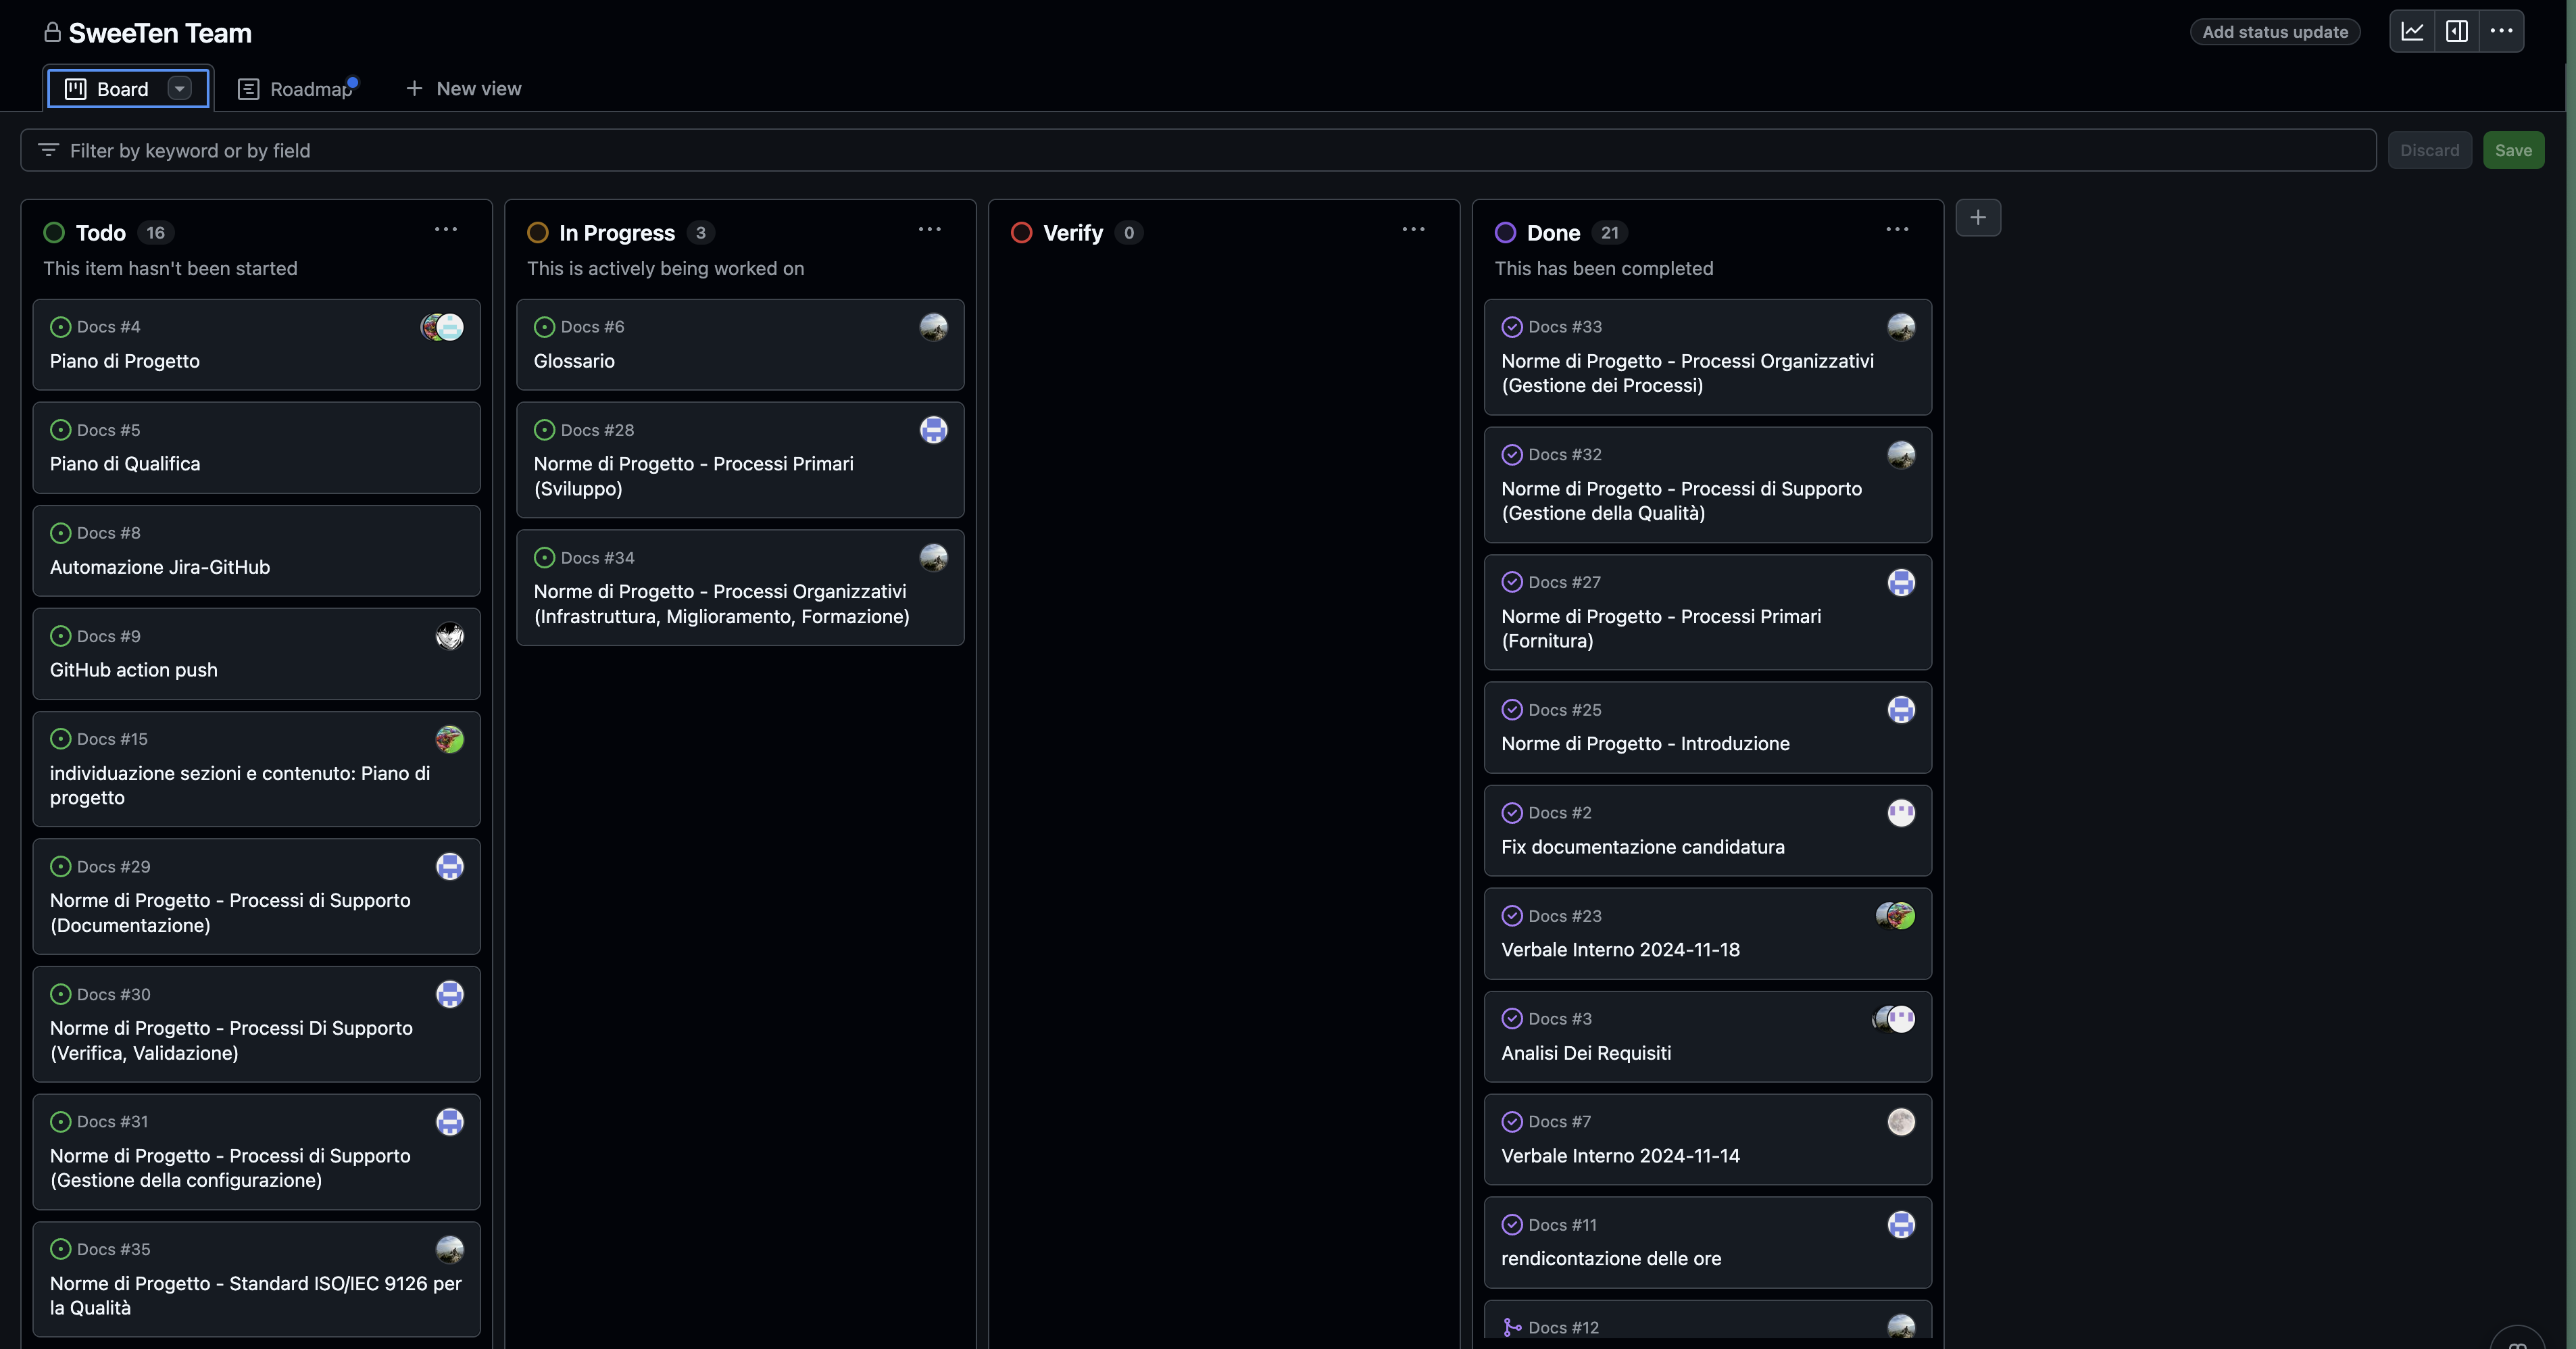 SweeTen Team
Add status update
Board
Roadmap
New view
Filter by keyword or by field
Discard
Save
Todo 16
This item hasn't been started
Docs #4
Piano di Progetto
Docs #5
Piano di Qualifica
Docs #8
Automazione Jira-GitHub
Docs #9
GitHub action push
Docs #15
individuazione sezioni e contenuto: Piano di
progetto
Docs #29
Norme di Progetto - Processi di Supporto
(Documentazione)
Docs #30
Norme di Progetto - Processi Di Supporto
(Verifica, Validazione)
Docs #31
Norme di Progetto - Processi di Supporto
(Gestione della configurazione)
Docs #35
Norme di Progetto - Standard ISO/IEC 9126 per
la Qualità
In Progress 3
This is actively being worked on
Docs #6
Glossario
Docs #28
Norme di Progetto - Processi Primari
(Sviluppo)
Docs #34
Norme di Progetto - Processi Organizzativi
(Infrastruttura, Miglioramento, Formazione)
Verify 0
Done 21
This has been completed
Docs #33
Norme di Progetto - Processi Organizzativi
(Gestione dei Processi)
Docs #32
Norme di Progetto - Processi di Supporto
(Gestione della Qualità)
Docs #27
Norme di Progetto - Processi Primari
(Fornitura)
Docs #25
Norme di Progetto - Introduzione
Docs #2
Fix documentazione candidatura
Docs #23
Verbale Interno 2024-11-18
Docs #3
Analisi Dei Requisiti
Docs #7
Verbale Interno 2024-11-14
Docs #11
rendicontazione delle ore
Docs #12